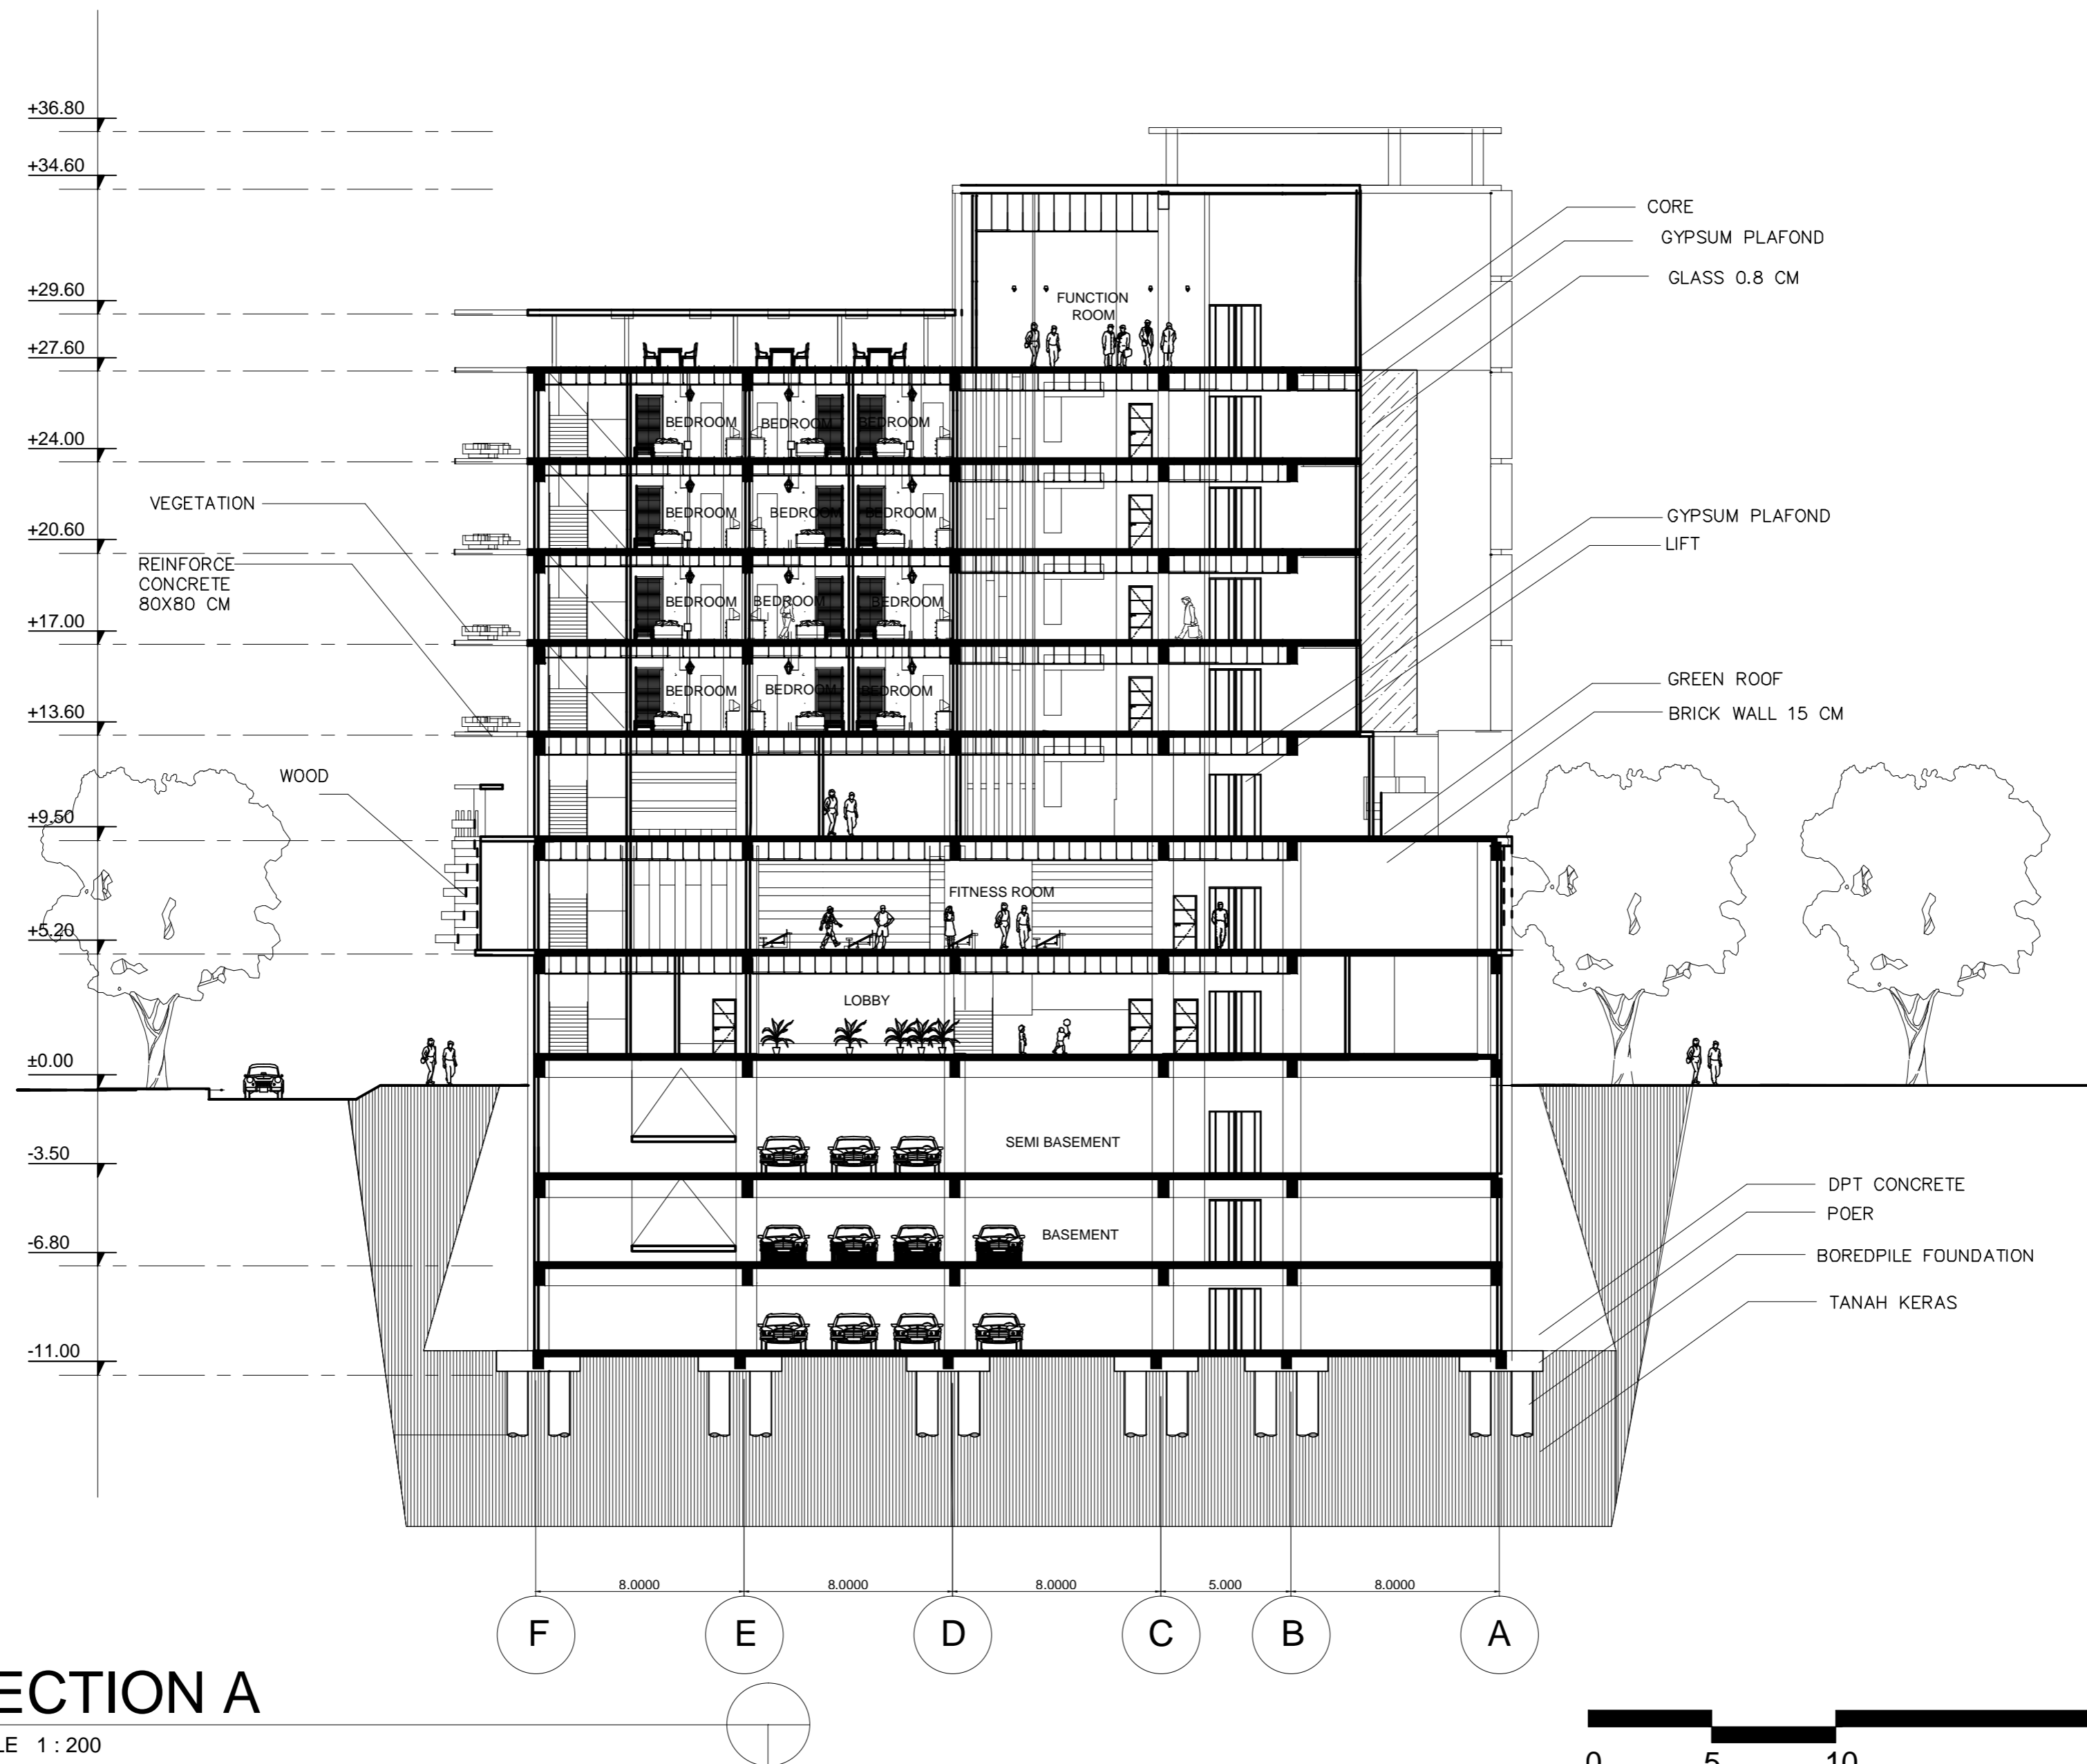 +36.80
+34.60
CORE
GYPSUM PLAFOND
GLASS 0.8 CM
+29.60
FUNCTION
ROOM
+27.60
BEDROOM
BEDROOM
BEDROOM
+24.00
VEGETATION
BEDROOM
BEDROOM
BEDROOM
GYPSUM PLAFOND
+20.60
LIFT
REINFORCE
CONCRETE
80X80 CM
BEDROOM
BEDROOM
BEDROOM
+17.00
BEDROOM
BEDROOM
BEDROOM
GREEN ROOF
+13.60
BRICK WALL 15 CM
WOOD
+9.50
FITNESS ROOM
+5.20
LOBBY
±0.00
SEMI BASEMENT
-3.50
DPT CONCRETE
POER
BASEMENT
-6.80
BOREDPILE FOUNDATION
TANAH KERAS
-11.00
8.0000 8.0000 8.0000 5.000 8.0000
F E D C B A
ECTION A
LE 1 : 200
0 5 10